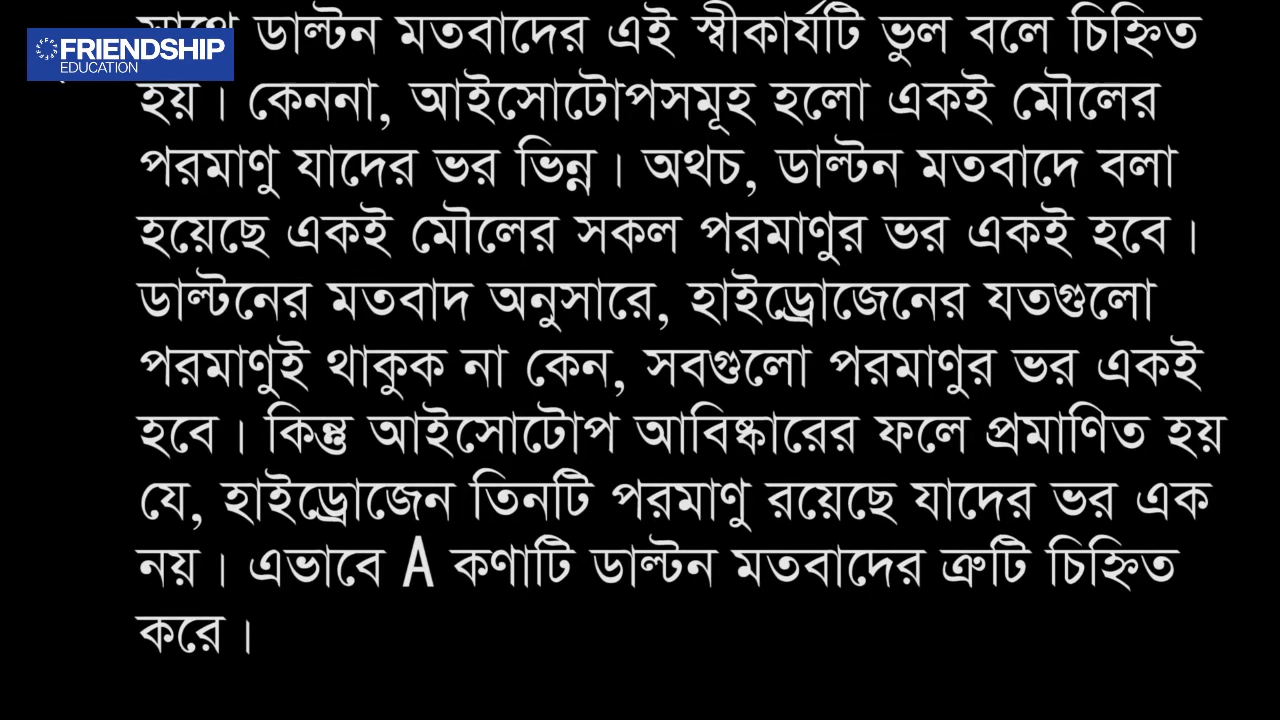 FRIENDSHIP
EDUCATION
সাথে ডাল্টন মতবাদের এই স্বীকার্যটি ভুল বলে চিহ্নিত
হয়। কেননা, আইসোটোপসমূহ হলো একই মৌলের
পরমাণু যাদের ভর ভিন্ন। অথচ, ডাল্টন মতবাদে বলা
হয়েছে একই মৌলের সকল পরমাণুর ভর একই হবে।
ডাল্টনের মতবাদ অনুসারে, হাইড্রোজেনের যতগুলো
পরমাণুই থাকুক না কেন, সবগুলো পরমাণুর ভর একই
হবে। কিন্তু আইসোটোপ আবিষ্কারের ফলে প্রমাণিত হয়
যে, হাইড্রোজেন তিনটি পরমাণু রয়েছে যাদের ভর এক
নয়। এভাবে A কণাটি ডাল্টন মতবাদের ত্রুটি চিহ্নিত
করে।